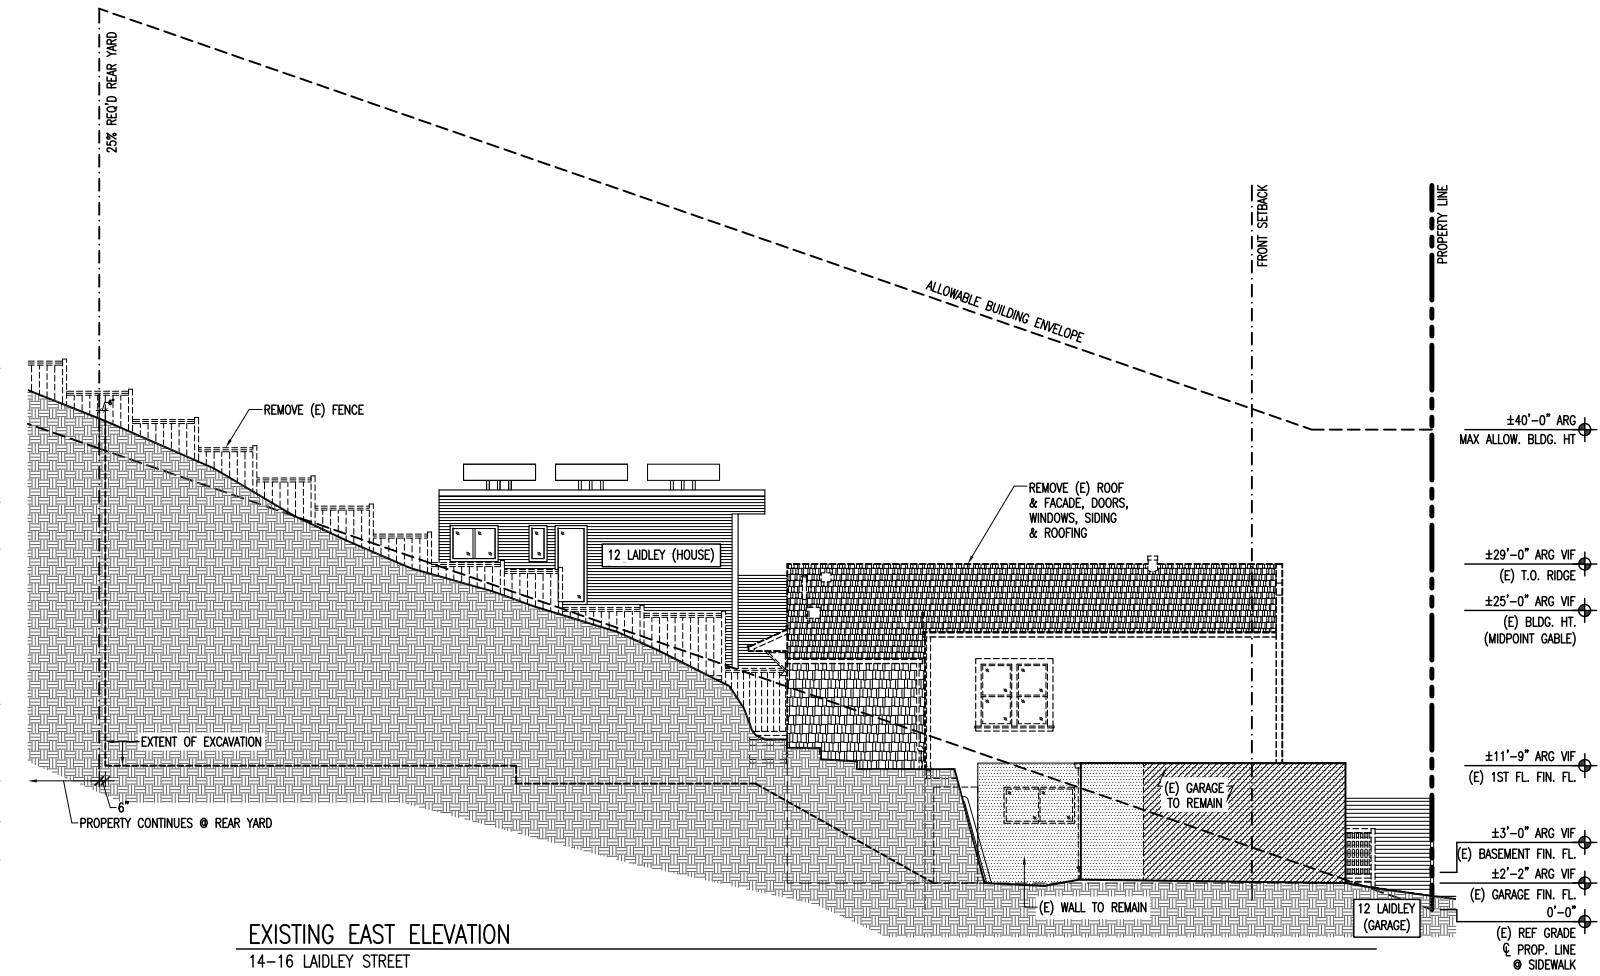 25% REQ'D REAR YARD
FRONT SETBACK
PROPERTY LINE
ALLOWABLE BUILDING ENVELOPE
REMOVE (E) FENCE
6"
12 LAIDLEY (HOUSE)
REMOVE (E) ROOF
& FACADE, DOORS,
WINDOWS, SIDING
& ROOFING
±40'-0" ARG
MAX ALLOW. BLDG. HT
±29'-0" ARG VIF
(E) T.O. RIDGE
±25'-0" ARG VIF
(E) BLDG. HT.
(MIDPOINT GABLE)
±11'-9" ARG VIF
(E) 1ST FL. FIN. FL.
±3'-0" ARG VIF
(E) BASEMENT FIN. FL.
±2'-2" ARG VIF
(E) GARAGE FIN. FL.
0'-0"
(E) REF GRADE
℄ PROP. LINE
@ SIDEWALK
EXTENT OF EXCAVATION
6"
PROPERTY CONTINUES @ REAR YARD
(E) GARAGE
TO REMAIN
(E) WALL TO REMAIN
12 LAIDLEY
(GARAGE)
EXISTING EAST ELEVATION
14-16 LAIDLEY STREET